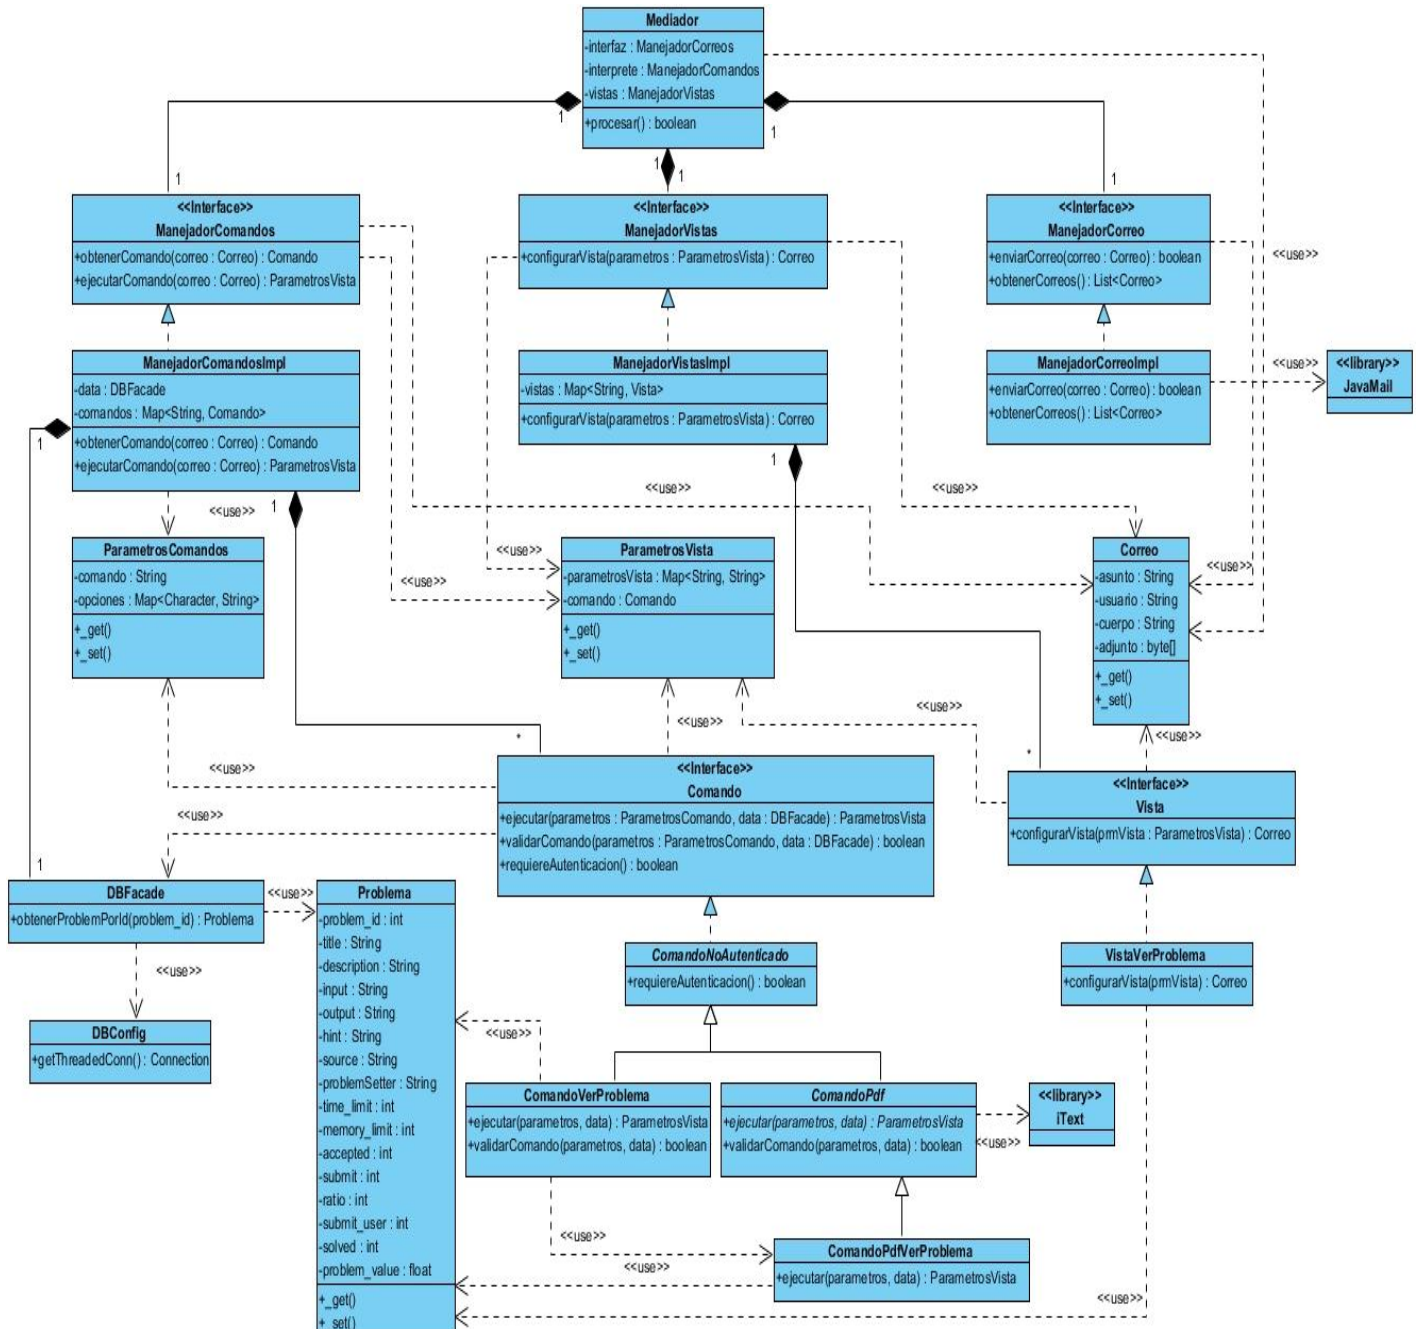 Mediador
-interfaz : ManejadorCorreos
-interprete : ManejadorComandos
-vistas : ManejadorVistas
+procesar() : boolean
1
1
1
1
1
1
<<Interface>>
ManejadorComandos
+obtenerComando(correo : Correo) : Comando
+ejecutarComando(correo : Correo) : ParametrosVista
<<Interface>>
ManejadorVistas
+configurarVista(parametros : ParametrosVista) : Correo
<<Interface>>
ManejadorCorreo
+enviarCorreo(correo : Correo) : boolean
+obtenerCorreos() : List<Correo>
<<use>>
ManejadorComandosImpl
-data : DBFacade
-comandos : Map<String, Comando>
+obtenerComando(correo : Correo) : Comando
+ejecutarComando(correo : Correo) : ParametrosVista
ManejadorVistasImpl
-vistas : Map<String, Vista>
+configurarVista(parametros : ParametrosVista) : Correo
ManejadorCorreoImpl
+enviarCorreo(correo : Correo) : boolean
+obtenerCorreos() : List<Correo>
<<use>>
<<library>>
JavaMail
1
1
1
<<use>>
<<use>>
<<use>>
ParametrosComandos
-comando : String
-opciones : Map<Character, String>
+_get()
+_set()
<<use>>
<<use>>
ParametrosVista
-parametrosVista : Map<String, String>
-comando : Comando
+_get()
+_set()
Correo
-asunto : String
-usuario : String
-cuerpo : String
-adjunto : byte[]
+_get()
+_set()
<<use>>
<<use>>
<<use>>
<<use>>
*
*
<<use>>
<<use>>
<<Interface>>
Comando
+ejecutar(parametros : ParametrosComando, data : DBFacade) : ParametrosVista
+validarComando(parametros : ParametrosComando, data : DBFacade) : boolean
+requiereAutenticacion() : boolean
<<Interface>>
Vista
+configurarVista(prmVista : ParametrosVista) : Correo
1
DBFacade
+obtenerProblemPorId(problem_id) : Problema
<<use>>
<<use>>
DBConfig
+getThreadedConn() : Connection
Problema
-problem_id : int
-title : String
-description : String
-input : String
-output : String
-hint : String
-source : String
-problemSetter : String
-time_limit : int
-memory_limit : int
-accepted : int
-submit : int
-ratio : int
-submit_user : int
-solved : int
-problem_value : float
+_get()
+_set()
ComandoNoAutenticado
+requiereAutenticacion() : boolean
VistaVerProblema
+configurarVista(prmVista) : Correo
<<use>>
ComandoVerProblema
+ejecutar(parametros, data) : ParametrosVista
+validarComando(parametros, data) : boolean
ComandoPdf
+ejecutar(parametros, data) : ParametrosVista
+validarComando(parametros, data) : boolean
<<use>>
<<library>>
iText
<<use>>
<<use>>
ComandoPdfVerProblema
+ejecutar(parametros, data) : ParametrosVista
<<use>>